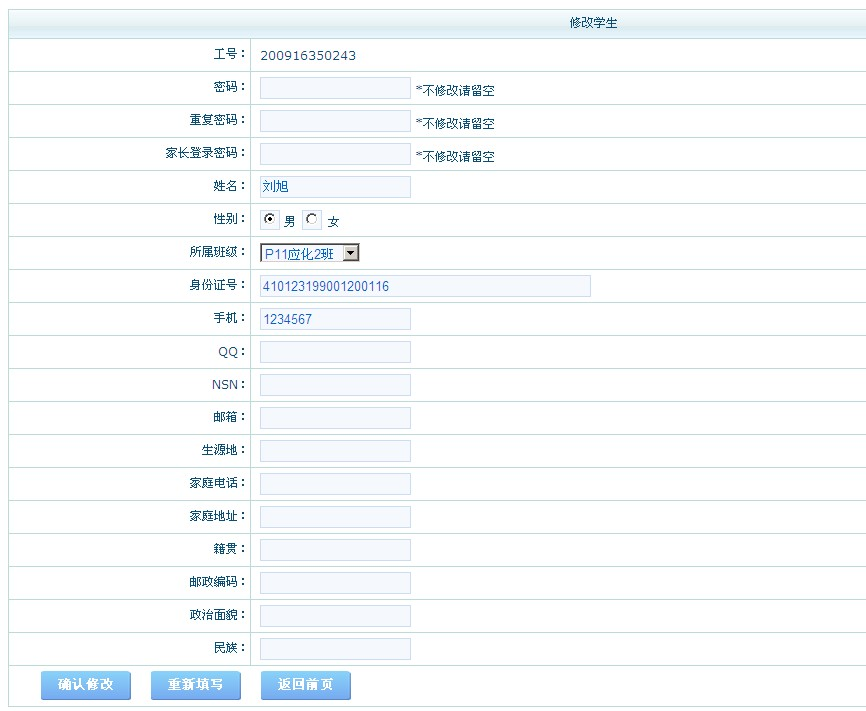 修改学生
工号： 200916350243
密码： *不修改请留空
重复密码： *不修改请留空
家长登录密码： *不修改请留空
姓名： 刘旭
性别： 男 女
所属班级： P11应化2班
身份证号： 410123199001200116
手机： 1234567
QQ：
NSN：
邮箱：
生源地：
家庭电话：
家庭地址：
籍贯：
邮政编码：
政治面貌：
民族：
确认修改 重新填写 返回前页